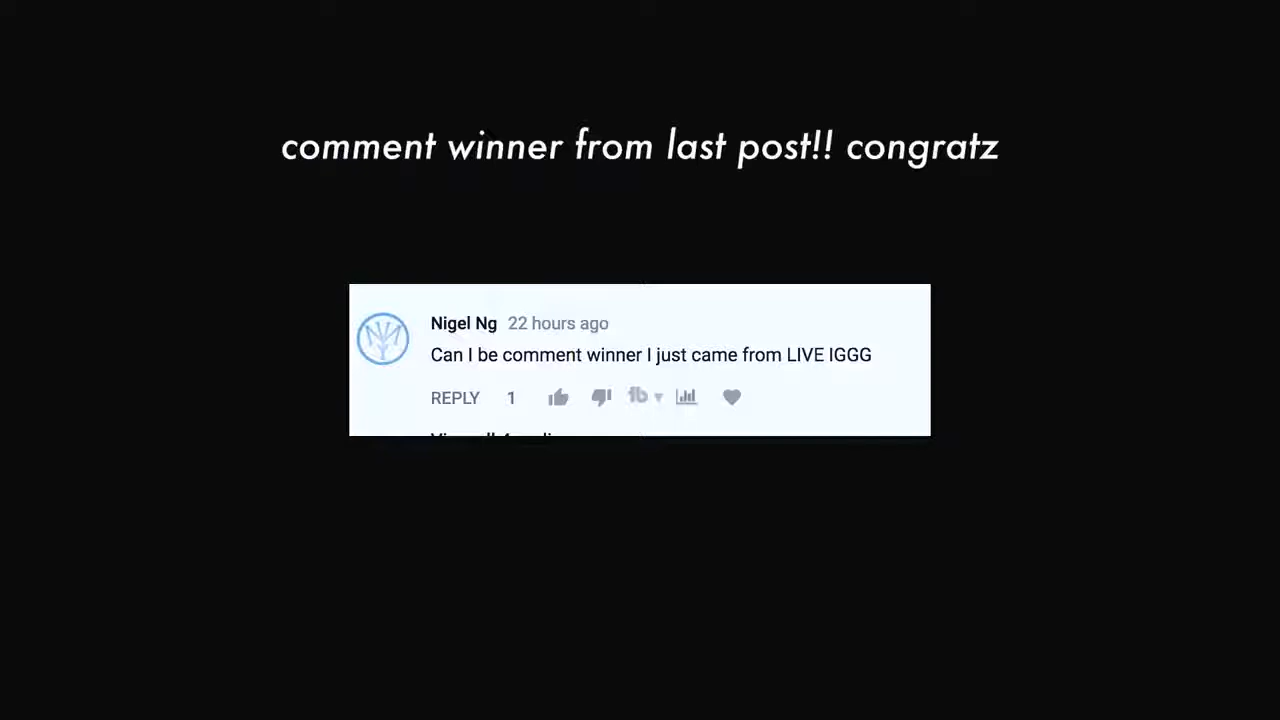 comment winner from last post!! congratz
Nigel Ng 22 hours ago
Can I be comment winner I just came from LIVE IGGG
REPLY 1